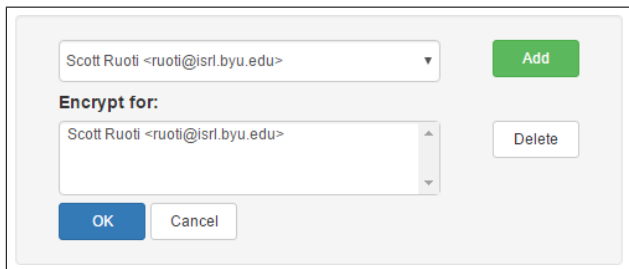 Scott Ruoti <ruoti@isrl.byu.edu>
Add
Encrypt for:
Scott Ruoti <ruoti@isrl.byu.edu>
Delete
OK
Cancel